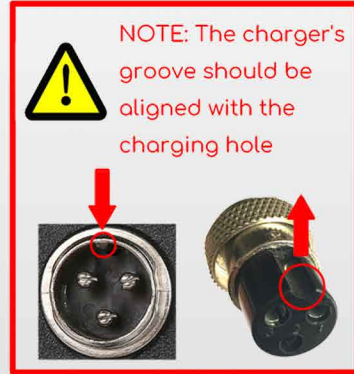 NOTE: The charger's
groove should be
aligned with the
charging hole